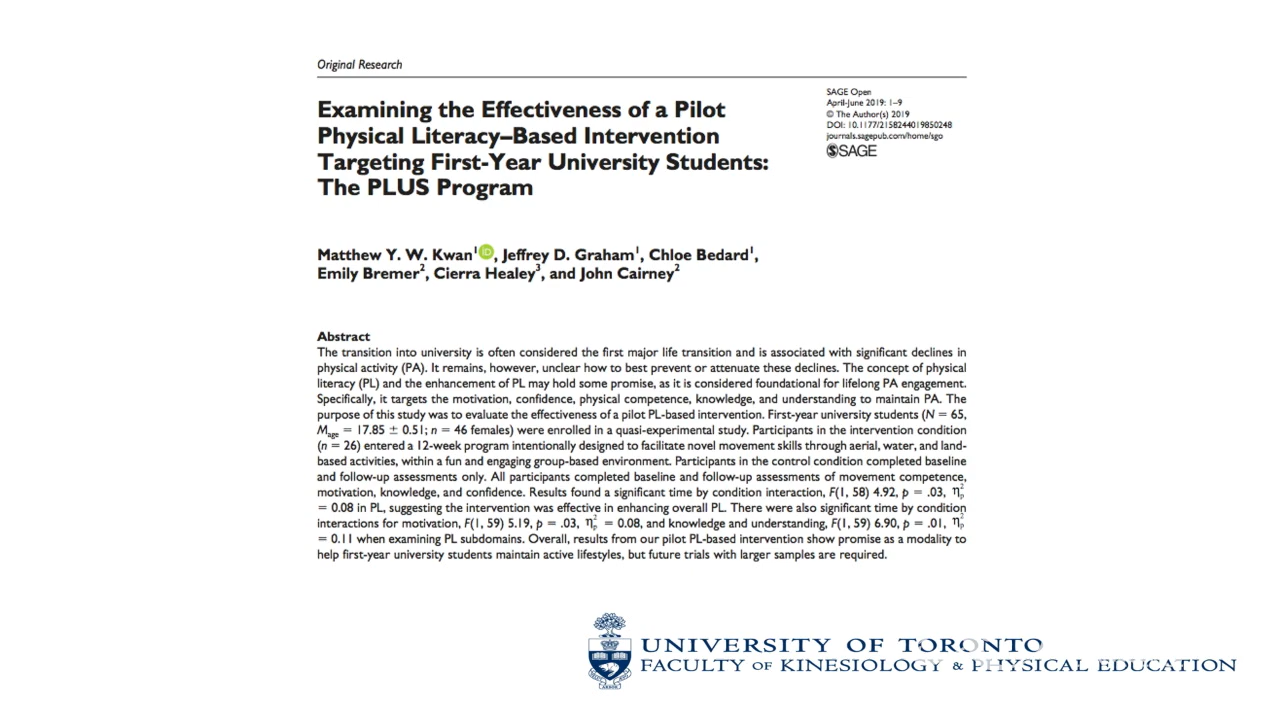 Original Research
Examining the Effectiveness of a Pilot
Physical Literacy–Based Intervention
Targeting First-Year University Students:
The PLUS Program
SAGE Open
April-June 2019: 1–9
© The Author(s) 2019
DOI: 10.1177/2158244019850248
journals.sagepub.com/home/sgo
SAGE
Matthew Y. W. Kwan1 iD, Jeffrey D. Graham1, Chloe Bedard1,
Emily Bremer2, Cierra Healey3, and John Cairney2
Abstract
The transition into university is often considered the first major life transition and is associated with significant declines in
physical activity (PA). It remains, however, unclear how to best prevent or attenuate these declines. The concept of physical
literacy (PL) and the enhancement of PL may hold some promise, as it is considered foundational for lifelong PA engagement.
Specifically, it targets the motivation, confidence, physical competence, knowledge, and understanding to maintain PA. The
purpose of this study was to evaluate the effectiveness of a pilot PL-based intervention. First-year university students (N = 65,
Mage = 17.85 ± 0.51; n = 46 females) were enrolled in a quasi-experimental study. Participants in the intervention condition
(n = 26) entered a 12-week program intentionally designed to facilitate novel movement skills through aerial, water, and land-
based activities, within a fun and engaging group-based environment. Participants in the control condition completed baseline
and follow-up assessments only. All participants completed baseline and follow-up assessments of movement competence,
motivation, knowledge, and confidence. Results found a significant time by condition interaction, F(1, 58) 4.92, p = .03, η²p
= 0.08 in PL, suggesting the intervention was effective in enhancing overall PL. There were also significant time by condition
interactions for motivation, F(1, 59) 5.19, p = .03, η²p = 0.08, and knowledge and understanding, F(1, 59) 6.90, p = .01, η²p
= 0.11 when examining PL subdomains. Overall, results from our pilot PL-based intervention show promise as a modality to
help first-year university students maintain active lifestyles, but future trials with larger samples are required.
UNIVERSITY OF TORONTO
FACULTY OF KINESIOLOGY & PHYSICAL EDUCATION